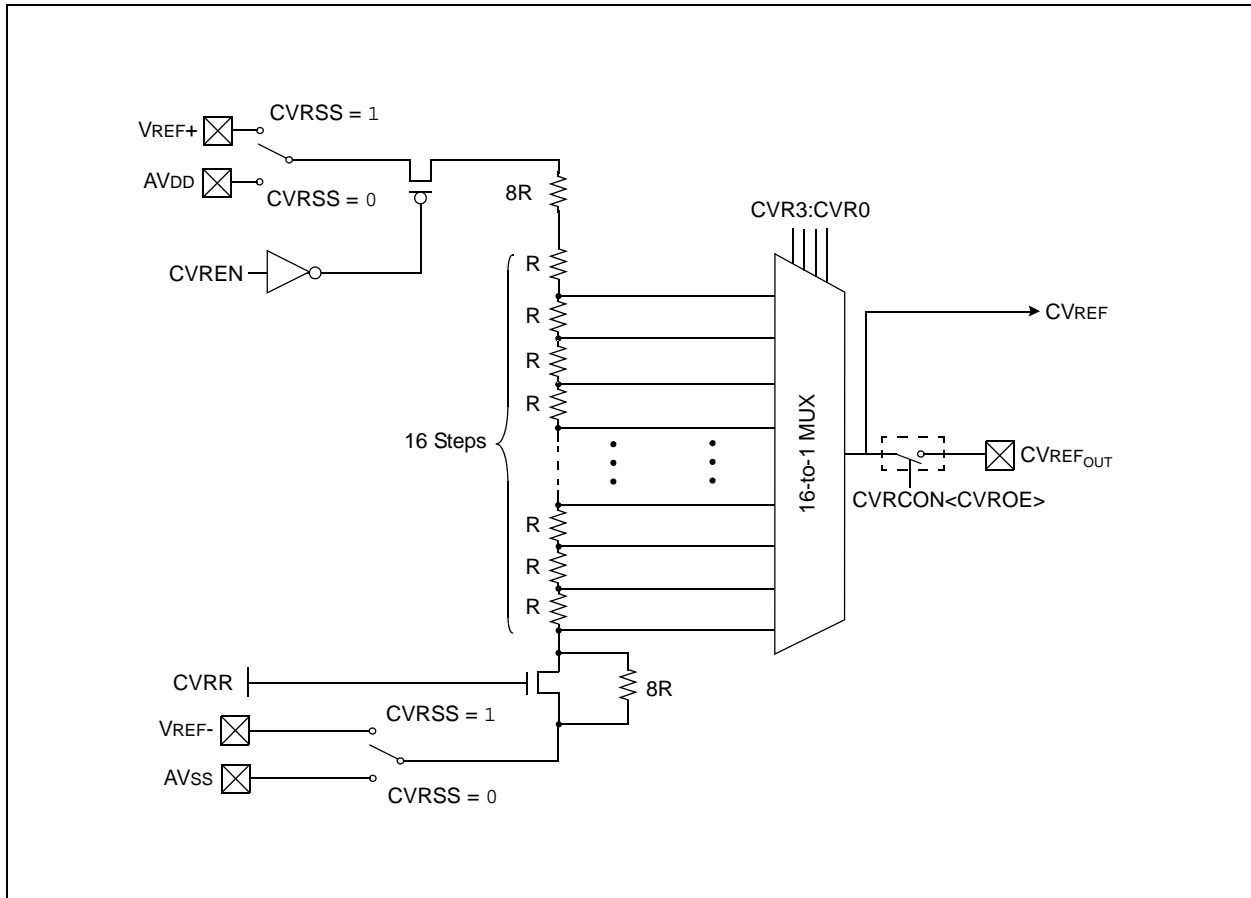 CVRSS = 1
VREF+
AVDD
CVRSS = 0
8R
CVREN
CVR3:CVR0
R
R
R
R
16 Steps
R
R
R
16-to-1 MUX
CVREF
CVREFOUT
CVRCON<CVROE>
CVRR
8R
CVRSS = 1
VREF-
AVSS
CVRSS = 0